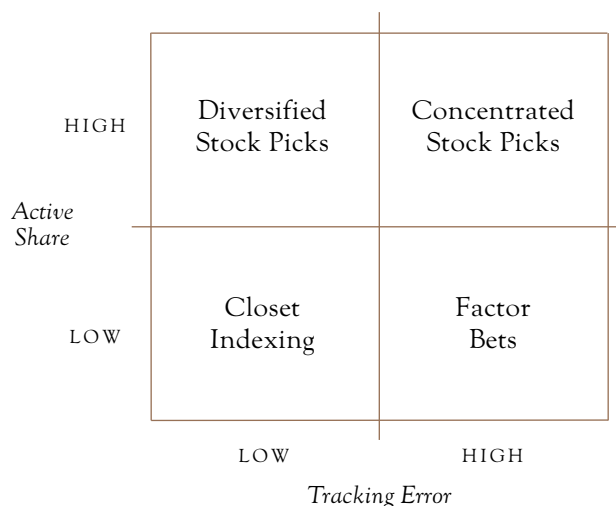 Diversified
Stock Picks
Concentrated
Stock Picks
HIGH
Active
Share
Closet
Indexing
Factor
Bets
LOW
LOW
HIGH
Tracking Error